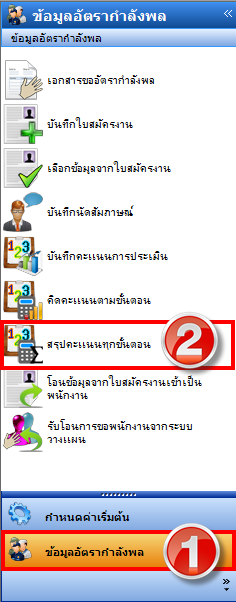 ข้อมูลอัตรากำลังพล
ข้อมูลอัตรากำลังพล
เอกสารขออัตรากำลังพล
บันทึกใบสมัครงาน
เลือกข้อมูลจากใบสมัครงาน
บันทึกนัดสัมภาษณ์
บันทึกคะแนนการประเมิน
คิดคะแนนตามขั้นตอน
สรุปคะแนนทุกขั้นตอน
2
โอนข้อมูลจากใบสมัครงานเข้าเป็น
พนักงาน
รับโอนการขอพนักงานจากระบบ
วางแผน
กำหนดค่าเริ่มต้น
ข้อมูลอัตรากำลังพล
1